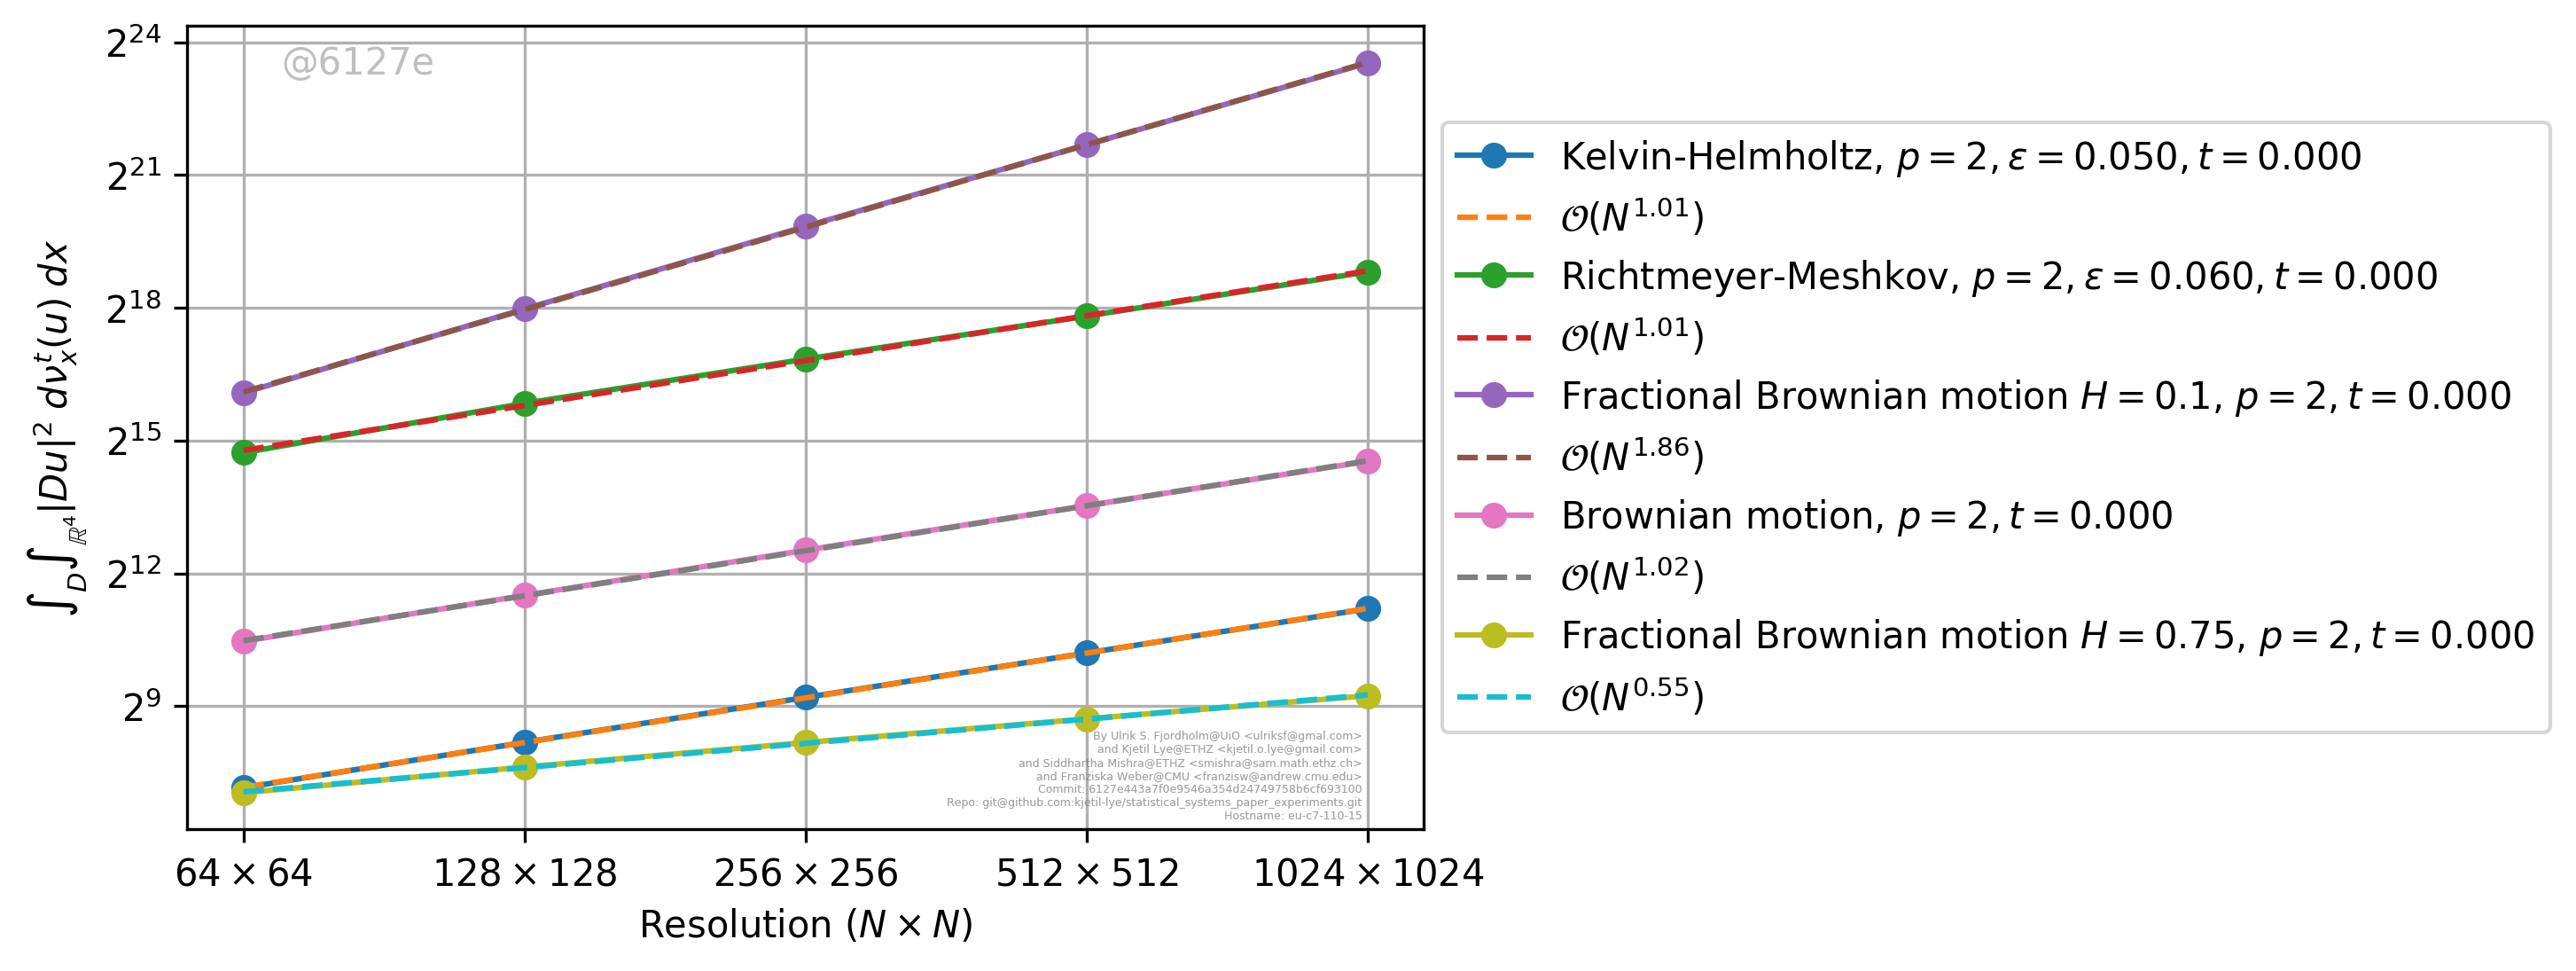 @6127e
2^24
2^21
2^18
2^15
2^12
2^9
∫_D ∫_{ℝ^4} |Du|^2 dν_x^t(u) dx
64 × 64
128 × 128
256 × 256
512 × 512
1024 × 1024
Resolution (N × N)
Kelvin-Helmholtz, p = 2, ε = 0.050, t = 0.000
𝒪(N^1.01)
Richtmeyer-Meshkov, p = 2, ε = 0.060, t = 0.000
𝒪(N^1.01)
Fractional Brownian motion H = 0.1, p = 2, t = 0.000
𝒪(N^1.86)
Brownian motion, p = 2, t = 0.000
𝒪(N^1.02)
Fractional Brownian motion H = 0.75, p = 2, t = 0.000
𝒪(N^0.55)
By Ulrik S. Fjordholm@UiO <ulriksf@gmal.com>
and Kjetil Lye@ETHZ <kjetil.o.lye@gmail.com>
and Siddhartha Mishra@ETHZ <smishra@sam.math.ethz.ch>
and Franziska Weber@CMU <franzisw@andrew.cmu.edu>
Commit: 6127e443a7f0e9546a354d24749758b6cf693100
Repo: git@github.com:kjetil-lye/statistical_systems_paper_experiments.git
Hostname: eu-c7-110-15